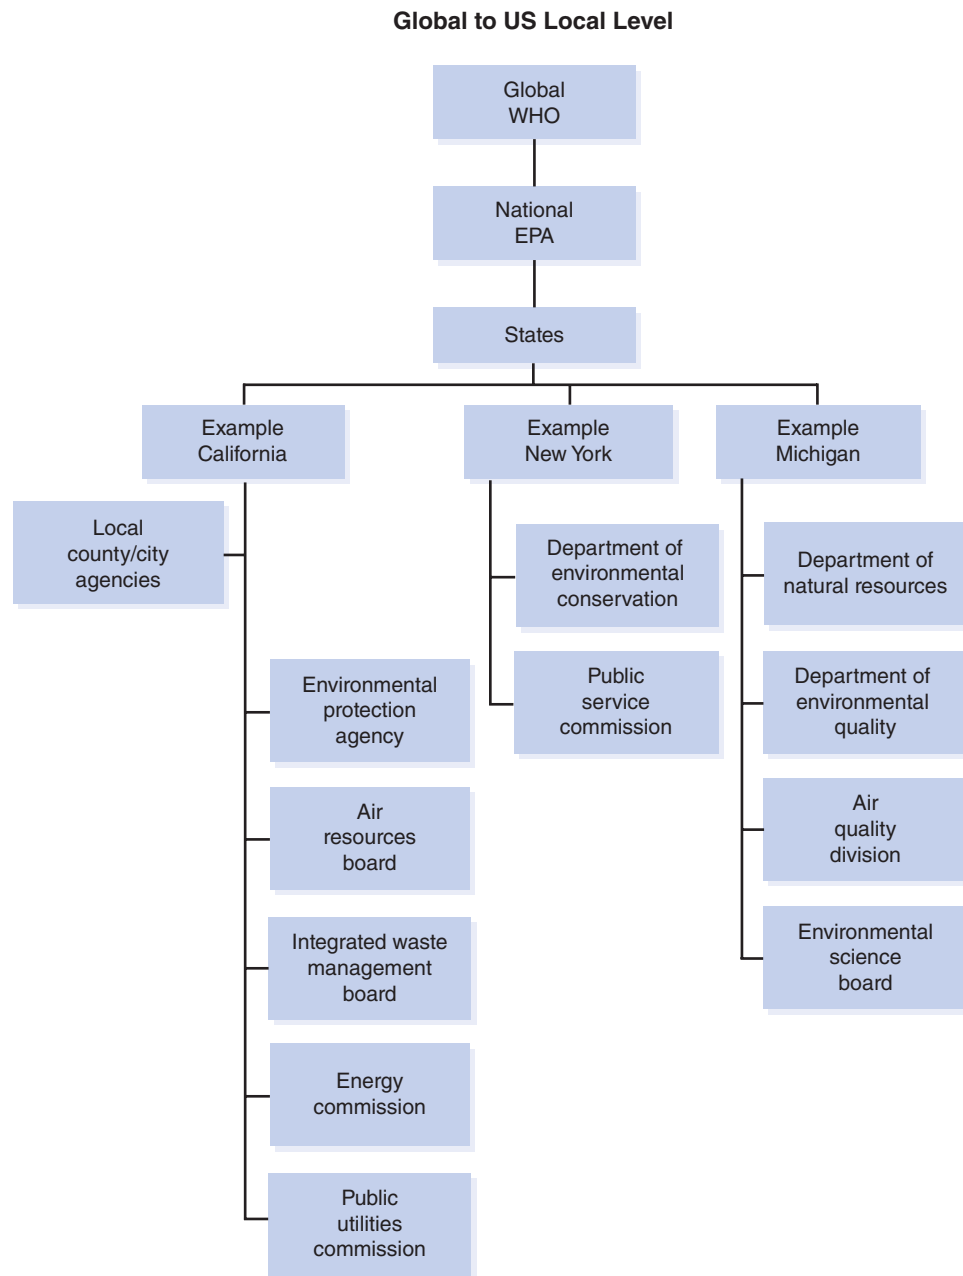 Global to US Local Level
Global
WHO
National
EPA
States
Example
California
Example
New York
Example
Michigan
Local
county/city
agencies
Environmental
protection
agency
Air
resources
board
Integrated waste
management
board
Energy
commission
Public
utilities
commission
Department of
environmental
conservation
Public
service
commission
Department of
natural resources
Department of
environmental
quality
Air
quality
division
Environmental
science
board